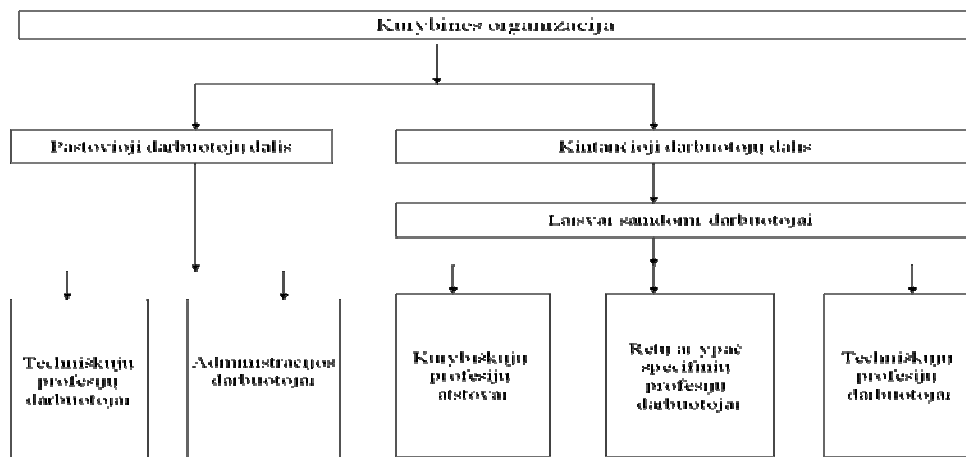 Kūrybinės organizacija
Pastovioji darbuotojų dalis
Kintančioji darbuotojų dalis
Laisvai samdomi darbuotojai
Techniškųjų
profesijų
darbuotojai
Administracijos
darbuotojai
Kūrybiškųjų
profesijų
atstovai
Retų ar ypač
specifinių
profesijų
darbuotojai
Techniškųjų
profesijų
darbuotojai